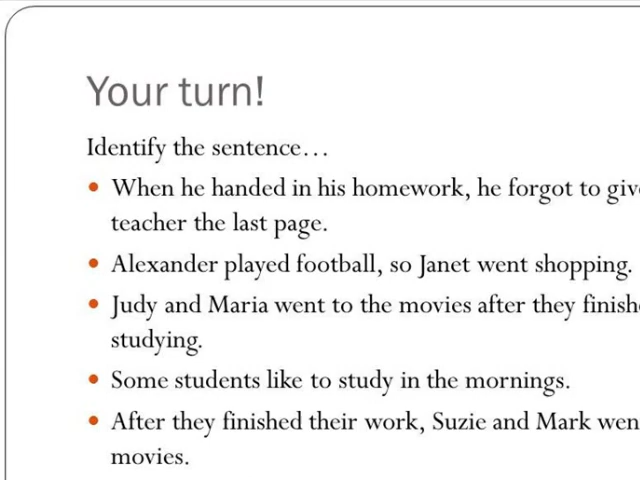 Your turn!
Identify the sentence…
• When he handed in his homework, he forgot to give
teacher the last page.
• Alexander played football, so Janet went shopping.
• Judy and Maria went to the movies after they
studying.
• Some students like to study in the mornings.
• After they finished their work, Suzie and Mark
movies.